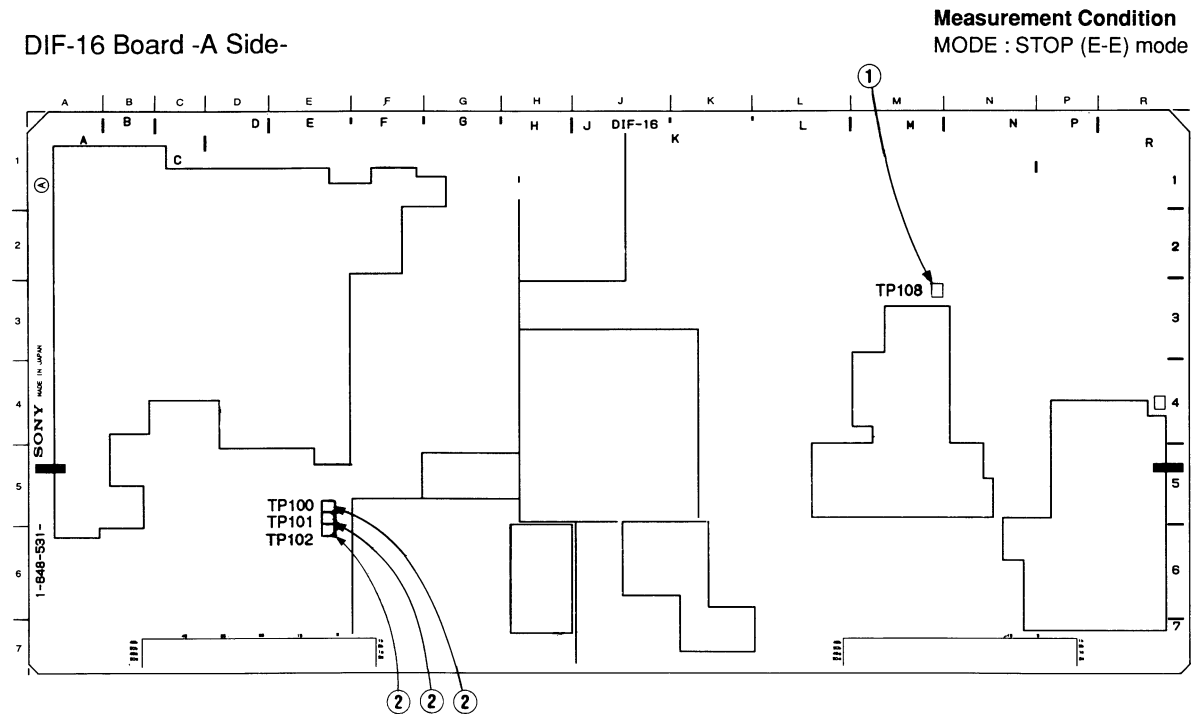 Measurement Condition
DIF-16 Board -A Side-
MODE : STOP (E-E) mode
1
A B C D E F G H J K L M N P R
B D E F G H J DIF-16 L M N P
A K R
C
1 A 1
2 2
TP108
3 3
4 4
SONY MADE IN JAPAN
5 5
TP100
TP101
TP102
1-848-531-
6 6
7 7
2 2 2